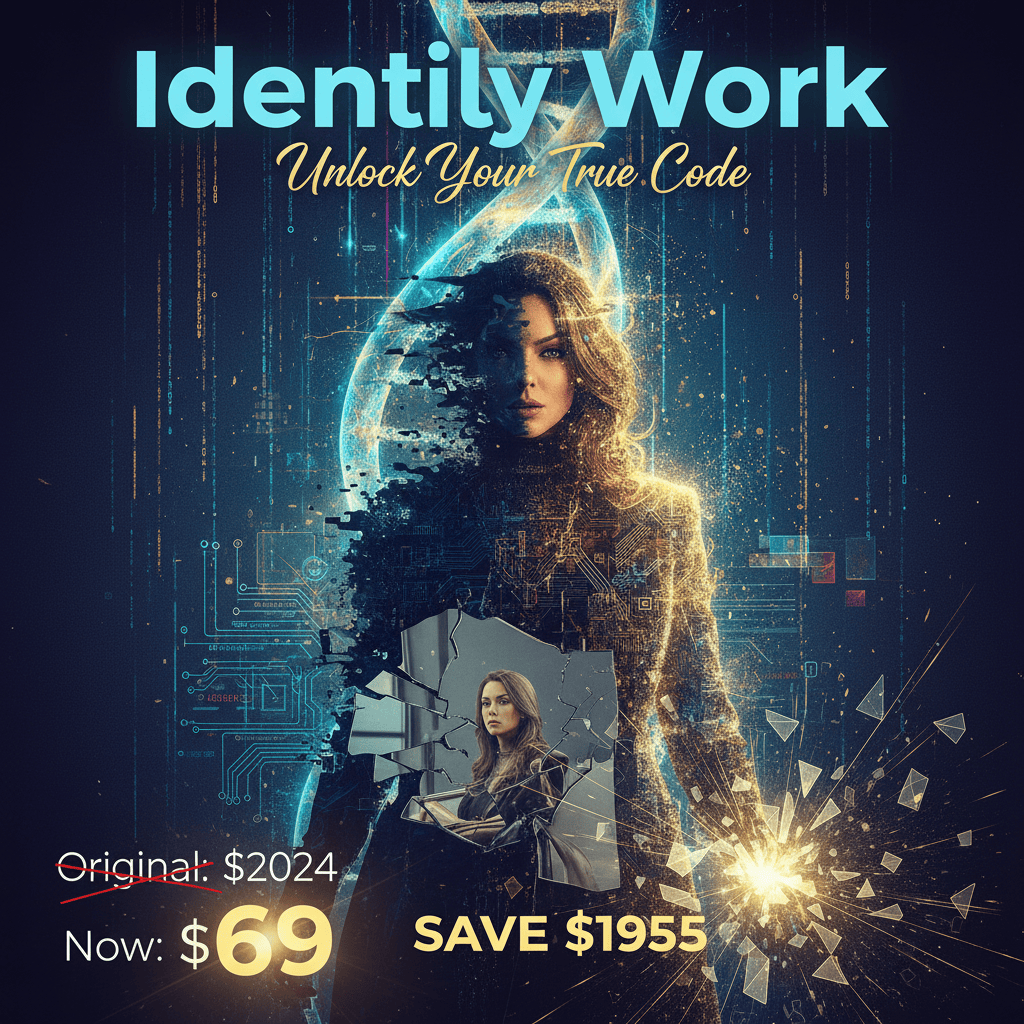 Identily Work
Unlock Your True Code
Original: $2024
Now: $69
SAVE $1955